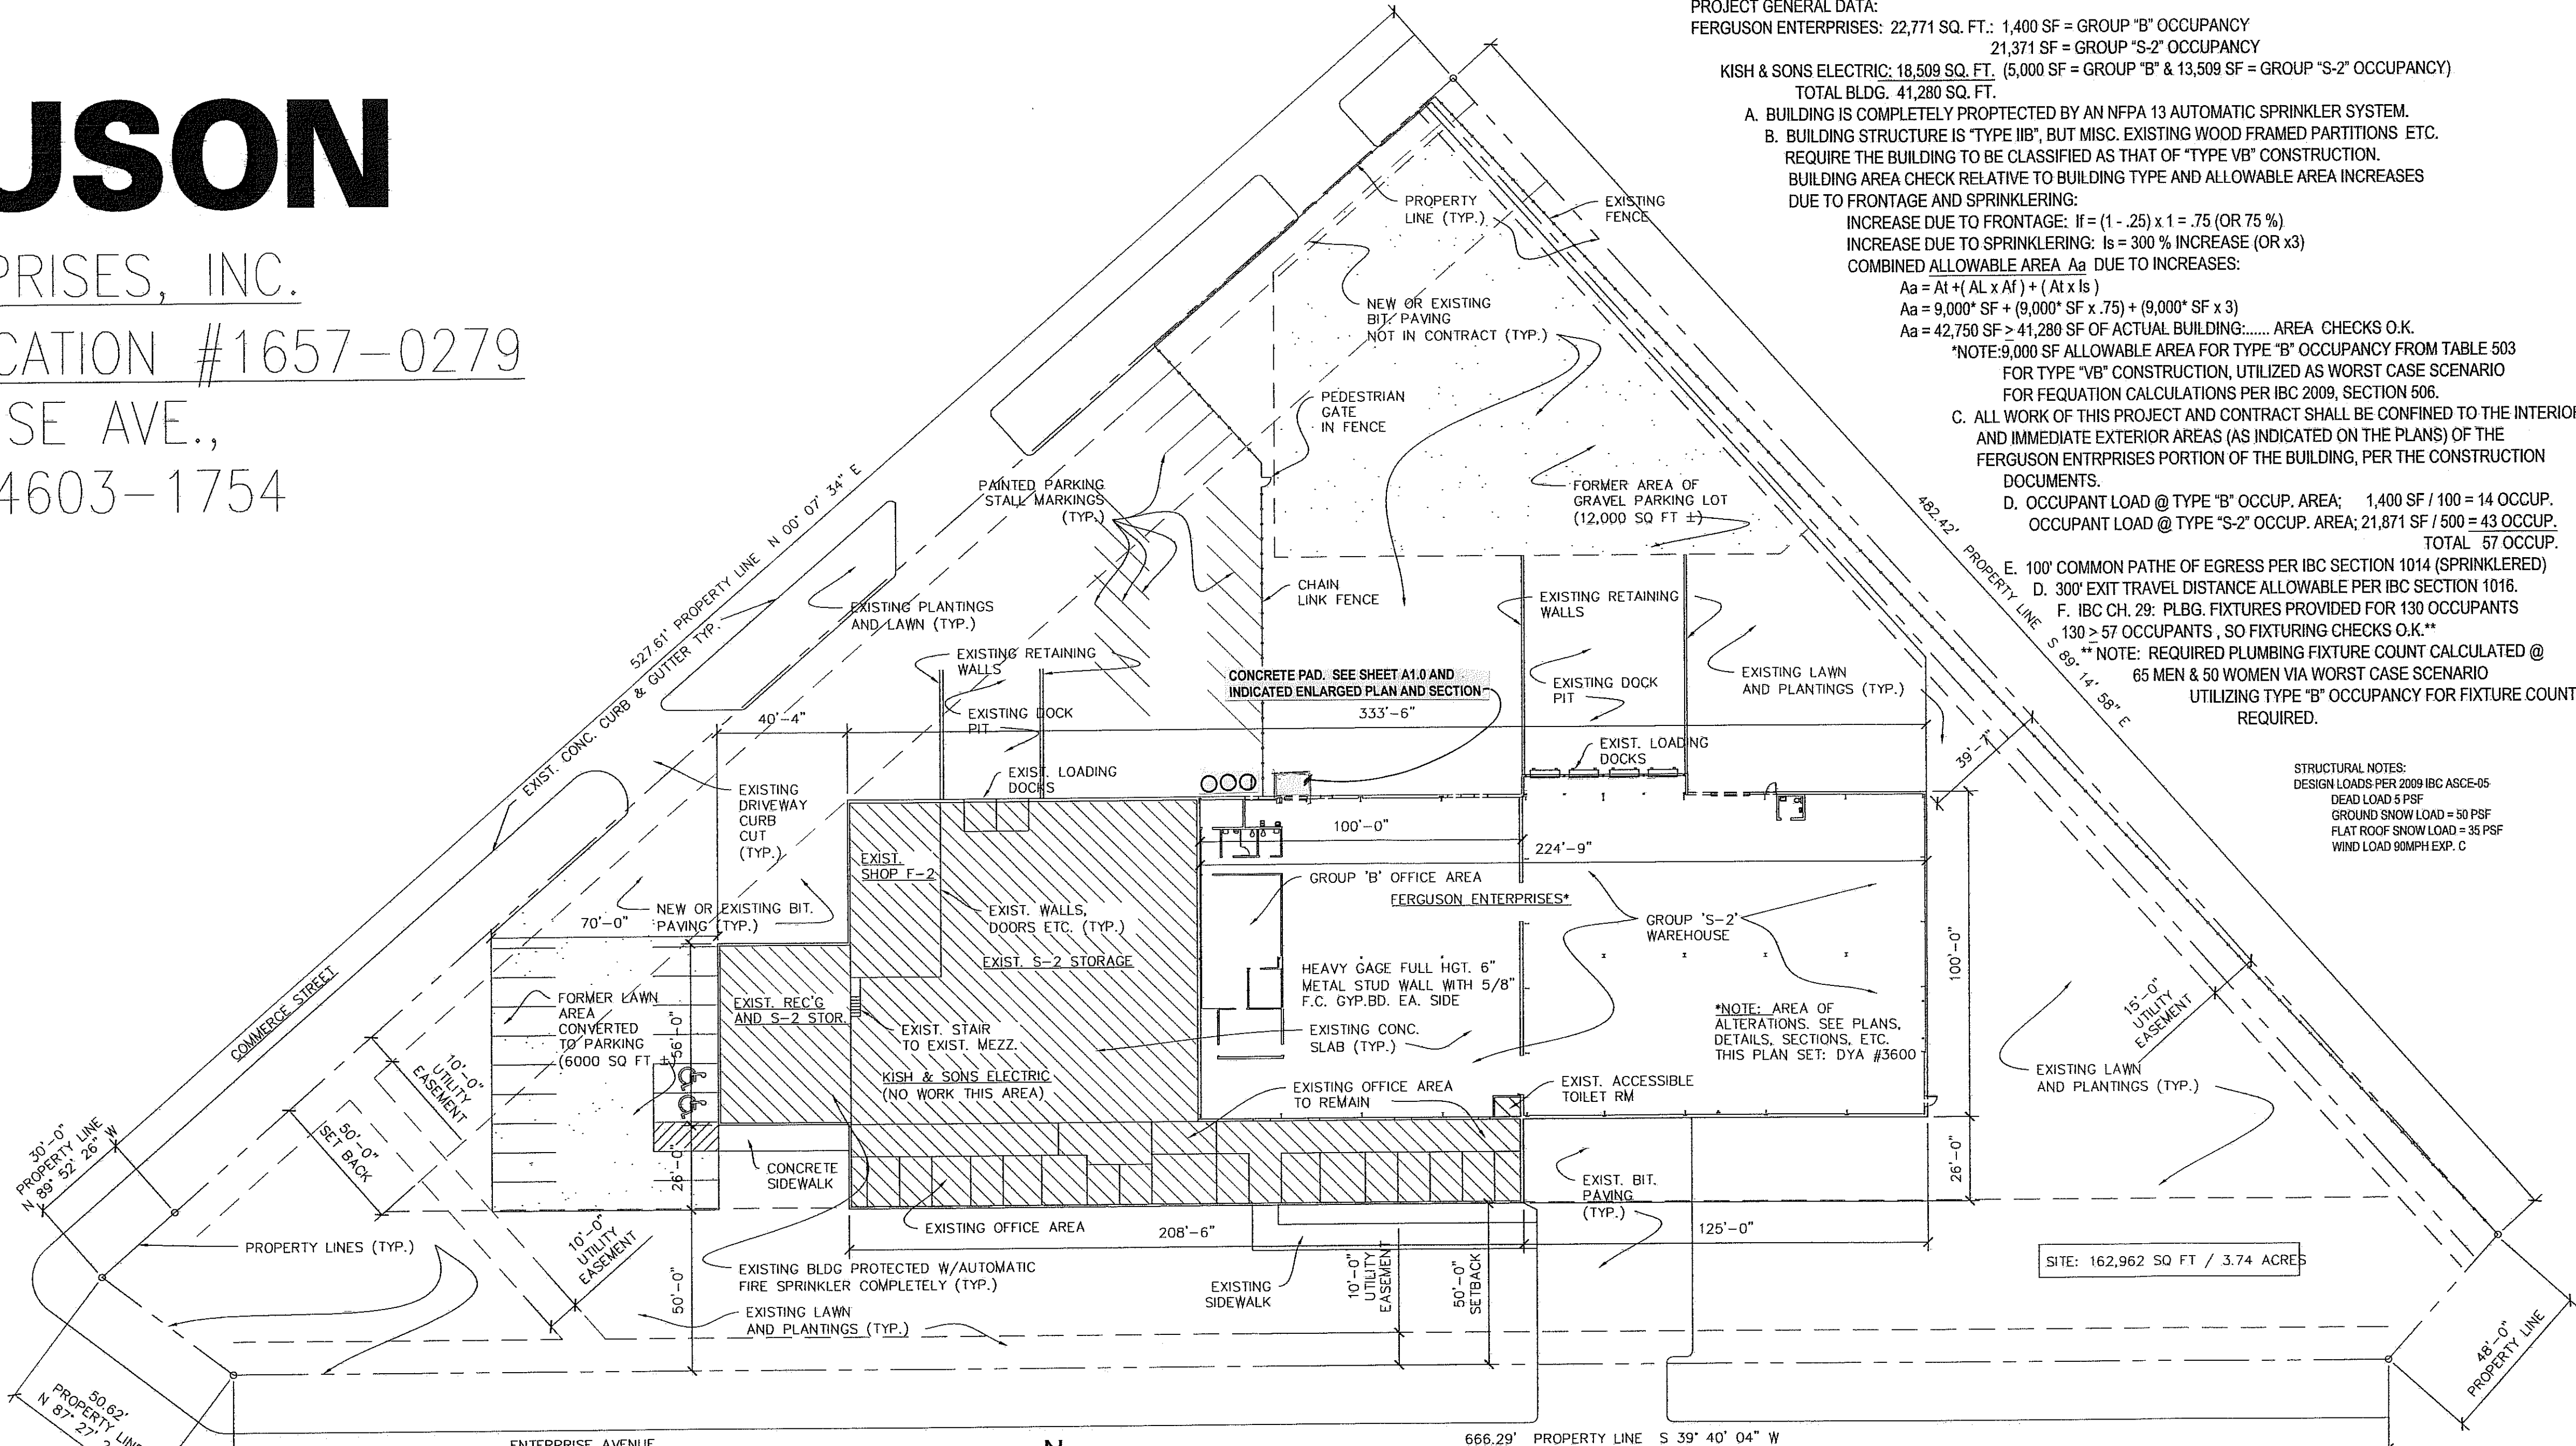 USON
PRISES, INC.
CATION #1657-0279
SE AVE.,
4603-1754
PROJECT GENERAL DATA:
FERGUSON ENTERPRISES: 22,771 SQ. FT.: 1,400 SF = GROUP "B" OCCUPANCY
21,371 SF = GROUP "S-2" OCCUPANCY
KISH & SONS ELECTRIC: 18,509 SQ. FT. (5,000 SF = GROUP "B" & 13,509 SF = GROUP "S-2" OCCUPANCY)
TOTAL BLDG. 41,280 SQ. FT.
A. BUILDING IS COMPLETELY PROPTECTED BY AN NFPA 13 AUTOMATIC SPRINKLER SYSTEM.
B. BUILDING STRUCTURE IS "TYPE IIB", BUT MISC. EXISTING WOOD FRAMED PARTITIONS ETC.
REQUIRE THE BUILDING TO BE CLASSIFIED AS THAT OF "TYPE VB" CONSTRUCTION.
BUILDING AREA CHECK RELATIVE TO BUILDING TYPE AND ALLOWABLE AREA INCREASES
DUE TO FRONTAGE AND SPRINKLERING:
INCREASE DUE TO FRONTAGE: If = (1 - .25) x 1 = .75 (OR 75 %)
INCREASE DUE TO SPRINKLERING: Is = 300 % INCREASE (OR x3)
COMBINED ALLOWABLE AREA Aa DUE TO INCREASES:
Aa = At +( AL x Af ) + ( At x Is )
Aa = 9,000* SF + (9,000* SF x .75) + (9,000* SF x 3)
Aa = 42,750 SF > 41,280 SF OF ACTUAL BUILDING:...... AREA CHECKS O.K.
*NOTE:9,000 SF ALLOWABLE AREA FOR TYPE "B" OCCUPANCY FROM TABLE 503
FOR TYPE "VB" CONSTRUCTION, UTILIZED AS WORST CASE SCENARIO
FOR FEQUATION CALCULATIONS PER IBC 2009, SECTION 506.
C. ALL WORK OF THIS PROJECT AND CONTRACT SHALL BE CONFINED TO THE INTERIOR
AND IMMEDIATE EXTERIOR AREAS (AS INDICATED ON THE PLANS) OF THE
FERGUSON ENTRPRISES PORTION OF THE BUILDING, PER THE CONSTRUCTION
DOCUMENTS.
D. OCCUPANT LOAD @ TYPE "B" OCCUP. AREA; 1,400 SF / 100 = 14 OCCUP.
OCCUPANT LOAD @ TYPE "S-2" OCCUP. AREA; 21,871 SF / 500 = 43 OCCUP.
TOTAL 57 OCCUP.
E. 100' COMMON PATHE OF EGRESS PER IBC SECTION 1014 (SPRINKLERED)
D. 300' EXIT TRAVEL DISTANCE ALLOWABLE PER IBC SECTION 1016.
F. IBC CH. 29: PLBG. FIXTURES PROVIDED FOR 130 OCCUPANTS
130 > 57 OCCUPANTS , SO FIXTURING CHECKS O.K.**
** NOTE: REQUIRED PLUMBING FIXTURE COUNT CALCULATED @
65 MEN & 50 WOMEN VIA WORST CASE SCENARIO
UTILIZING TYPE "B" OCCUPANCY FOR FIXTURE COUNT
REQUIRED.
STRUCTURAL NOTES:
DESIGN LOADS PER 2009 IBC ASCE-05
DEAD LOAD 5 PSF
GROUND SNOW LOAD = 50 PSF
FLAT ROOF SNOW LOAD = 35 PSF
WIND LOAD 90MPH EXP. C
PROPERTY
LINE (TYP.)
EXISTING
FENCE
NEW OR EXISTING
BIT. PAVING
NOT IN CONTRACT (TYP.)
PEDESTRIAN
GATE
IN FENCE
PAINTED PARKING
STALL MARKINGS
(TYP.)
FORMER AREA OF
GRAVEL PARKING LOT
(12,000 SQ FT ±)
482.42' PROPERTY LINE S 89° 14' 58" E
527.61' PROPERTY LINE N 00° 07' 34" E
EXIST. CONC. CURB & GUTTER TYP.
EXISTING PLANTINGS
AND LAWN (TYP.)
CHAIN
LINK FENCE
EXISTING RETAINING
WALLS
EXISTING RETAINING
WALLS
CONCRETE PAD. SEE SHEET A1.0 AND
INDICATED ENLARGED PLAN AND SECTION
EXISTING DOCK
PIT
EXISTING LAWN
AND PLANTINGS (TYP.)
EXISTING DOCK
PIT
40'-4"
333'-6"
39'-7"
EXIST. LOADING
DOCKS
EXIST. LOADING
DOCKS
EXISTING
DRIVEWAY
CURB
CUT
(TYP.)
100'-0"
224'-9"
EXIST.
SHOP F-2
GROUP 'B' OFFICE AREA
FERGUSON ENTERPRISES*
NEW OR EXISTING BIT.
PAVING (TYP.)
70'-0"
EXIST. WALLS,
DOORS ETC. (TYP.)
GROUP 'S-2'
WAREHOUSE
EXIST. S-2 STORAGE
100'-0"
HEAVY GAGE FULL HGT. 6"
METAL STUD WALL WITH 5/8"
F.C. GYP.BD. EA. SIDE
COMMERCE STREET
FORMER LAWN
AREA
CONVERTED
TO PARKING
(6000 SQ FT ±)
56'-0"
EXIST. REC'G
AND S-2 STOR.
EXIST. STAIR
TO EXIST. MEZZ.
EXISTING CONC.
SLAB (TYP.)
*NOTE: AREA OF
ALTERATIONS. SEE PLANS,
DETAILS, SECTIONS, ETC.
THIS PLAN SET: DYA #3600
15'-0"
UTILITY
EASEMENT
EXISTING LAWN
AND PLANTINGS (TYP.)
10'-0"
UTILITY
EASEMENT
KISH & SONS ELECTRIC
(NO WORK THIS AREA)
EXISTING OFFICE AREA
TO REMAIN
EXIST. ACCESSIBLE
TOILET RM
50'-0"
SET BACK
30'-0"
PROPERTY LINE
N 89° 52' 26" W
26'-0"
CONCRETE
SIDEWALK
EXIST. BIT.
PAVING
(TYP.)
26'-0"
EXISTING OFFICE AREA
208'-6"
125'-0"
PROPERTY LINES (TYP.)
10'-0"
UTILITY
EASEMENT
EXISTING BLDG PROTECTED W/AUTOMATIC
FIRE SPRINKLER COMPLETELY (TYP.)
50'-0"
EXISTING
SIDEWALK
10'-0"
UTILITY
EASEMENT
50'-0"
SETBACK
SITE: 162,962 SQ FT / 3.74 ACRES
EXISTING LAWN
AND PLANTINGS (TYP.)
48'-0"
PROPERTY LINE
50.62'
PROPERTY LINE
N 87° 27'
ENTERPRISE AVENUE
N
666.29' PROPERTY LINE S 39° 40' 04" W